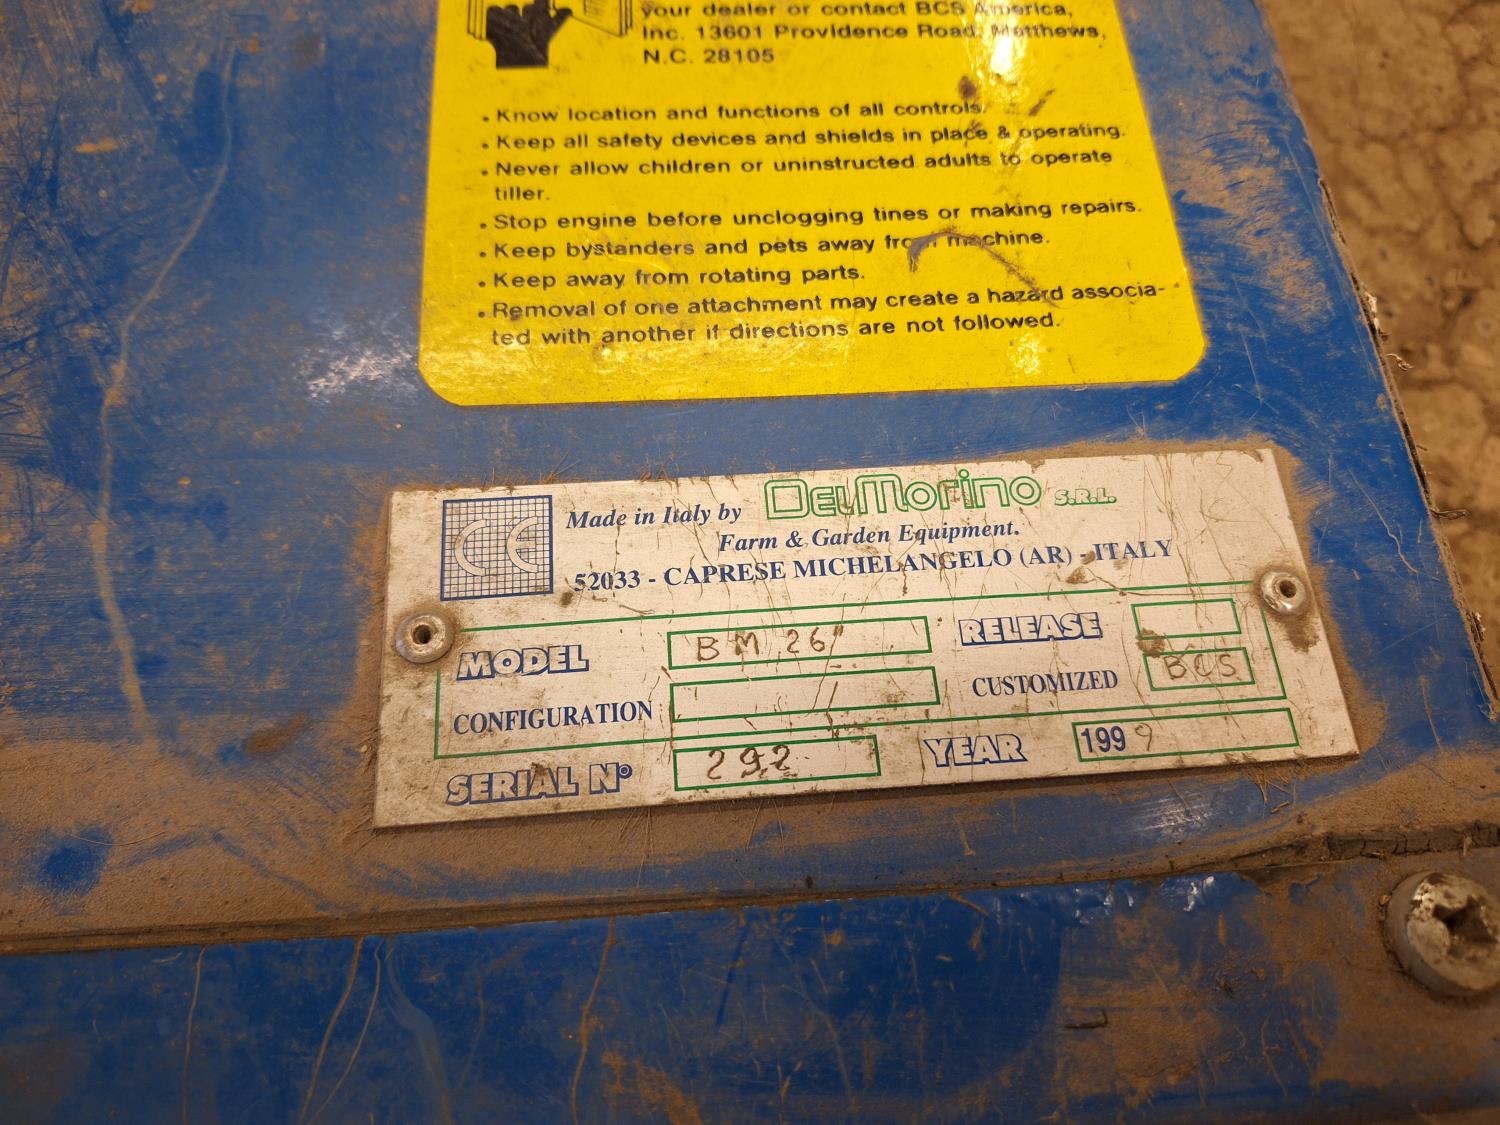 your dealer or contact BCS America,
Inc. 13601 Providence Road, Matthews,
N.C. 28105
• Know location and functions of all controls.
• Keep all safety devices and shields in place & operating.
• Never allow children or uninstructed adults to operate
tiller.
• Stop engine before unclogging tines or making repairs.
• Keep bystanders and pets away from machine.
• Keep away from rotating parts.
• Removal of one attachment may create a hazard associa-
ted with another if directions are not followed.
CE
Made in Italy by DELMORINO S.R.L.
Farm & Garden Equipment.
52033 - CAPRESE MICHELANGELO (AR) - ITALY
MODEL BM 26" RELEASE
CONFIGURATION CUSTOMIZED BCS
SERIAL N° 292 YEAR 1999